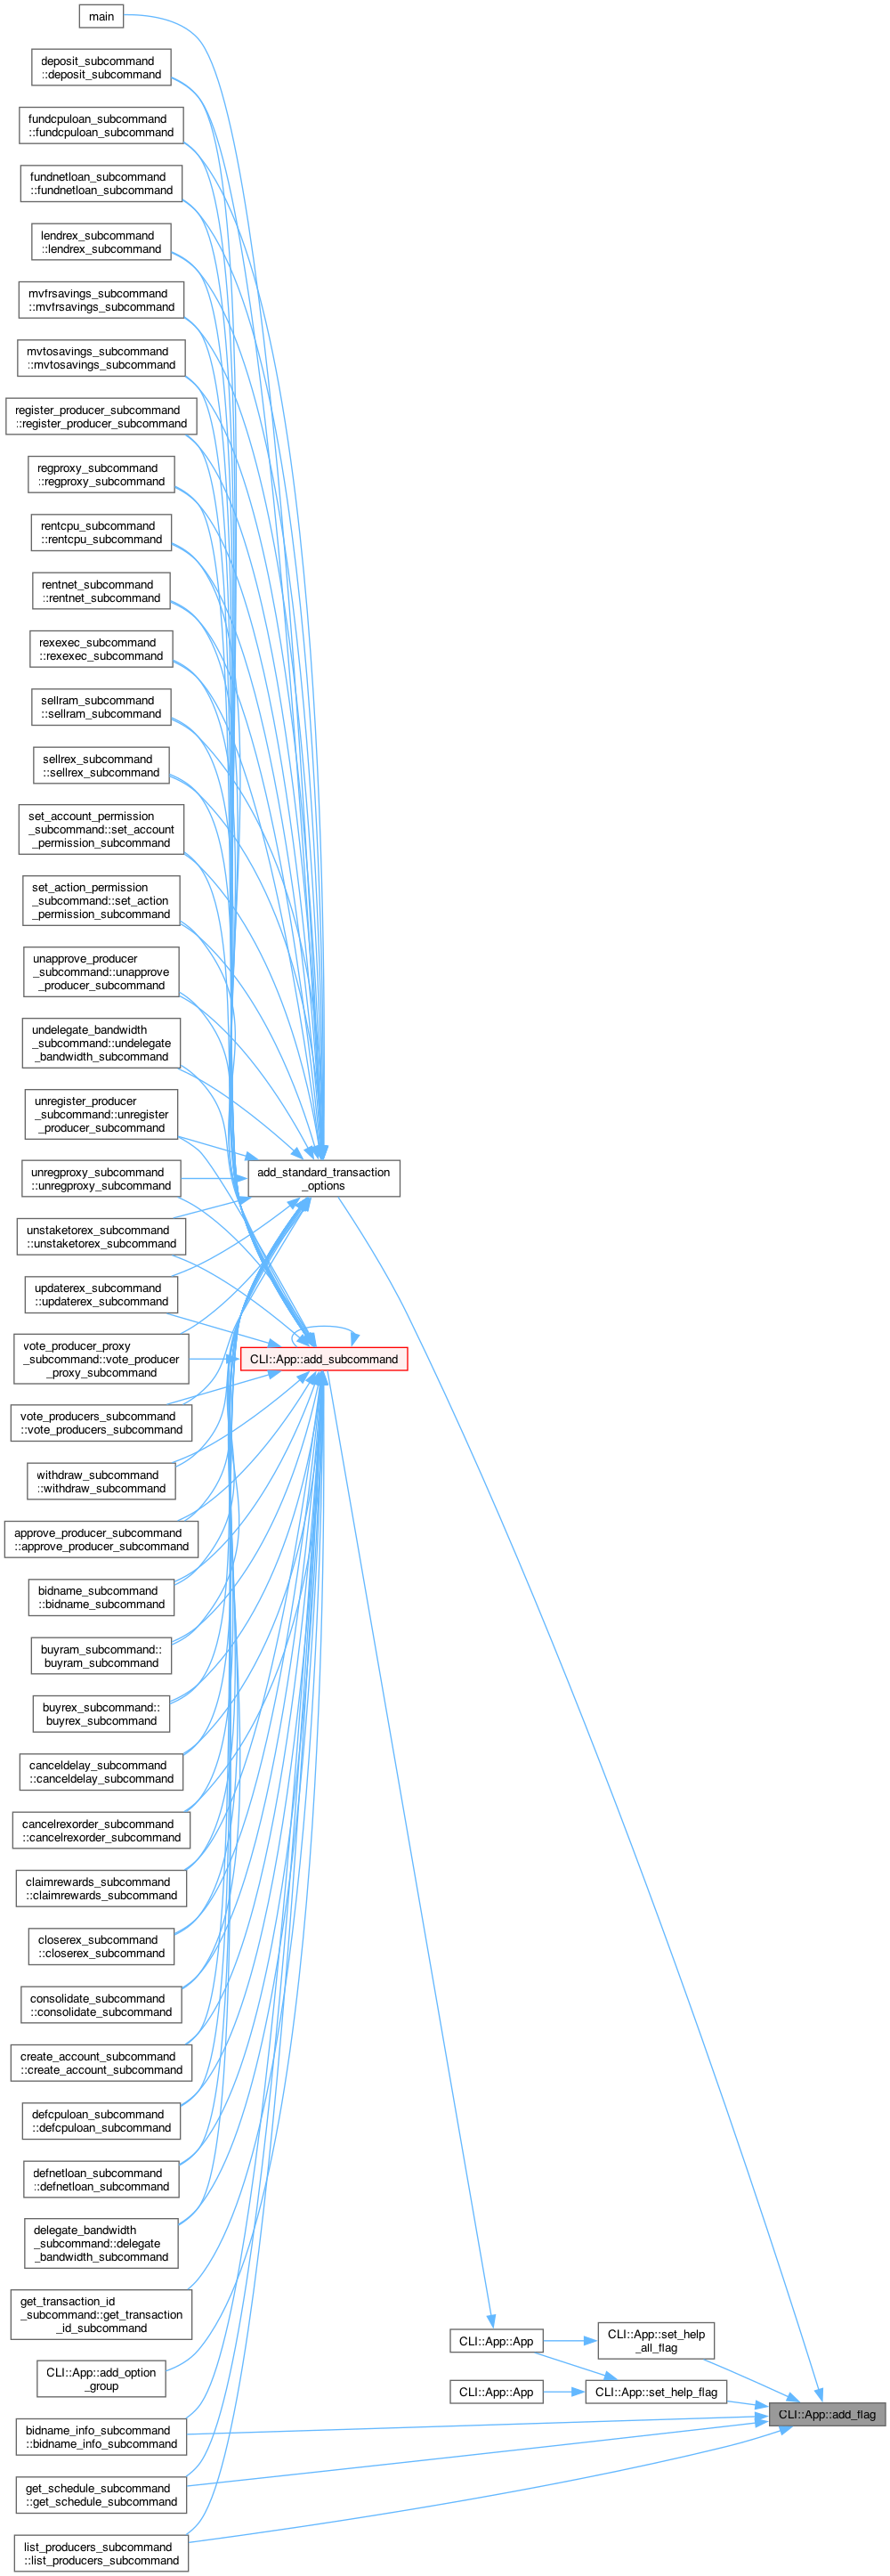 main
deposit_subcommand
::deposit_subcommand
fundcpuloan_subcommand
::fundcpuloan_subcommand
fundnetloan_subcommand
::fundnetloan_subcommand
lendrex_subcommand
::lendrex_subcommand
mvfrsavings_subcommand
::mvfrsavings_subcommand
mvtosavings_subcommand
::mvtosavings_subcommand
register_producer_subcommand
::register_producer_subcommand
regproxy_subcommand
::regproxy_subcommand
rentcpu_subcommand
::rentcpu_subcommand
rentnet_subcommand
::rentnet_subcommand
rexexec_subcommand
::rexexec_subcommand
sellram_subcommand
::sellram_subcommand
sellrex_subcommand
::sellrex_subcommand
set_account_permission
_subcommand::set_account
_permission_subcommand
set_action_permission
_subcommand::set_action
_permission_subcommand
unapprove_producer
_subcommand::unapprove
_producer_subcommand
undelegate_bandwidth
_subcommand::undelegate
_bandwidth_subcommand
unregister_producer
_subcommand::unregister
_producer_subcommand
unregproxy_subcommand
::unregproxy_subcommand
add_standard_transaction
_options
unstaketorex_subcommand
::unstaketorex_subcommand
updaterex_subcommand
::updaterex_subcommand
vote_producer_proxy
_subcommand::vote_producer
_proxy_subcommand
CLI::App::add_subcommand
vote_producers_subcommand
::vote_producers_subcommand
withdraw_subcommand
::withdraw_subcommand
approve_producer_subcommand
::approve_producer_subcommand
bidname_subcommand
::bidname_subcommand
buyram_subcommand::
buyram_subcommand
buyrex_subcommand::
buyrex_subcommand
canceldelay_subcommand
::canceldelay_subcommand
cancelrexorder_subcommand
::cancelrexorder_subcommand
claimrewards_subcommand
::claimrewards_subcommand
closerex_subcommand
::closerex_subcommand
consolidate_subcommand
::consolidate_subcommand
create_account_subcommand
::create_account_subcommand
defcpuloan_subcommand
::defcpuloan_subcommand
defnetloan_subcommand
::defnetloan_subcommand
delegate_bandwidth
_subcommand::delegate
_bandwidth_subcommand
get_transaction_id
_subcommand::get_transaction
_id_subcommand
CLI::App::App
CLI::App::set_help
_all_flag
CLI::App::add_option
_group
CLI::App::App
CLI::App::set_help_flag
CLI::App::add_flag
bidname_info_subcommand
::bidname_info_subcommand
get_schedule_subcommand
::get_schedule_subcommand
list_producers_subcommand
::list_producers_subcommand